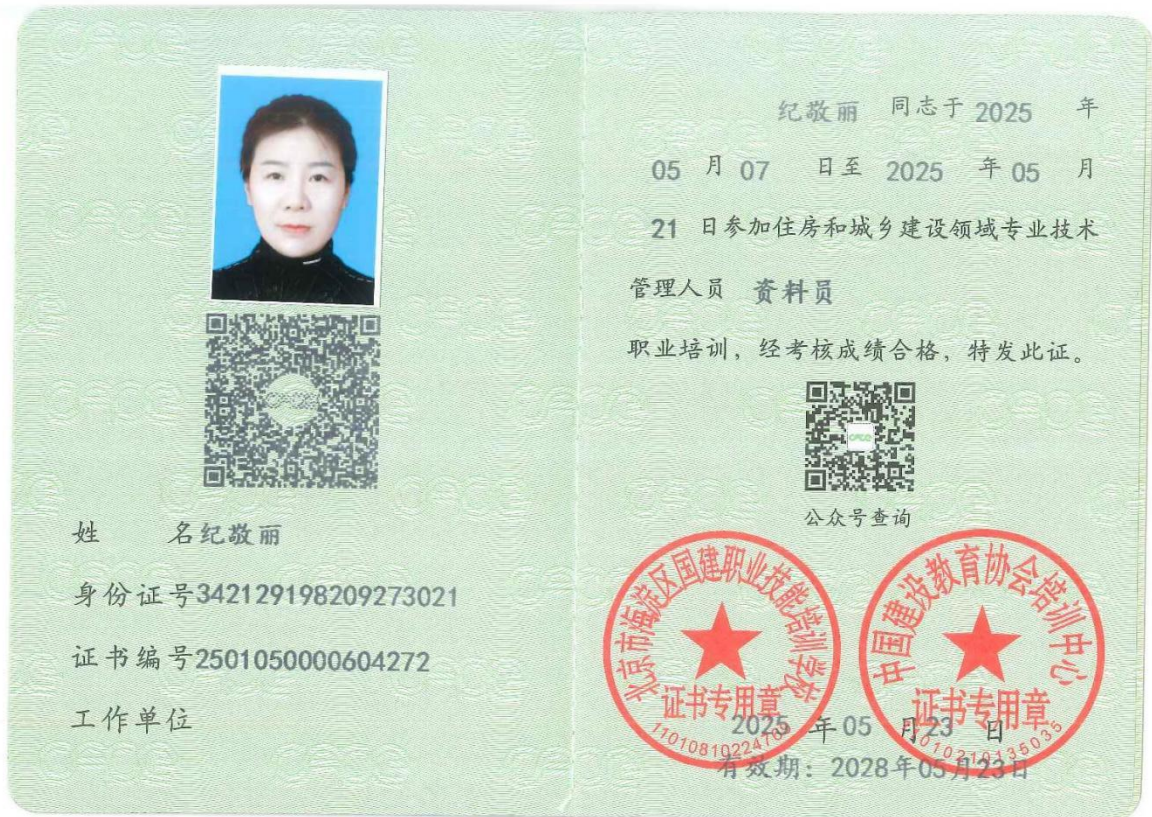 姓 名纪敬丽
身份证号342129198209273021
证书编号2501050000604272
工作单位
纪敬丽 同志于 2025 年
05 月 07 日至 2025 年 05 月
21 日参加住房和城乡建设领域专业技术
管理人员 资料员
职业培训，经考核成绩合格，特发此证。
cece
公众号查询
北京市海淀区国建职业技能培训学校
证书专用章
中国建设教育协会培训中心
证书专用章
2025 年 05 月 23 日
有效期：2028年05月23日